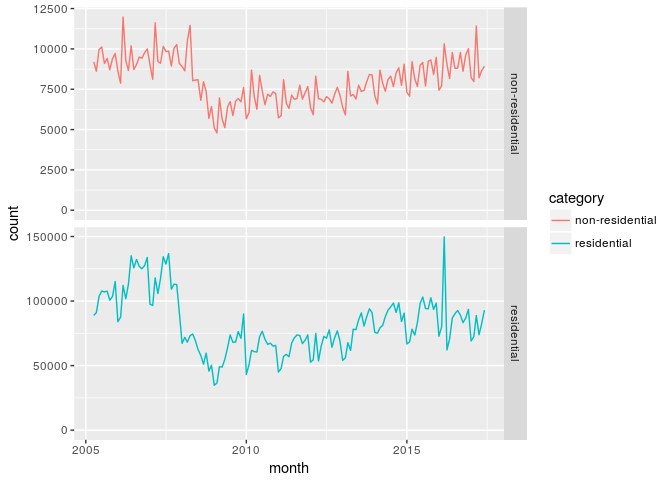 12500
10000
7500
5000
2500
0
non-residential
150000
100000
50000
0
residential
2005
2010
2015
month
count
category
non-residential
residential